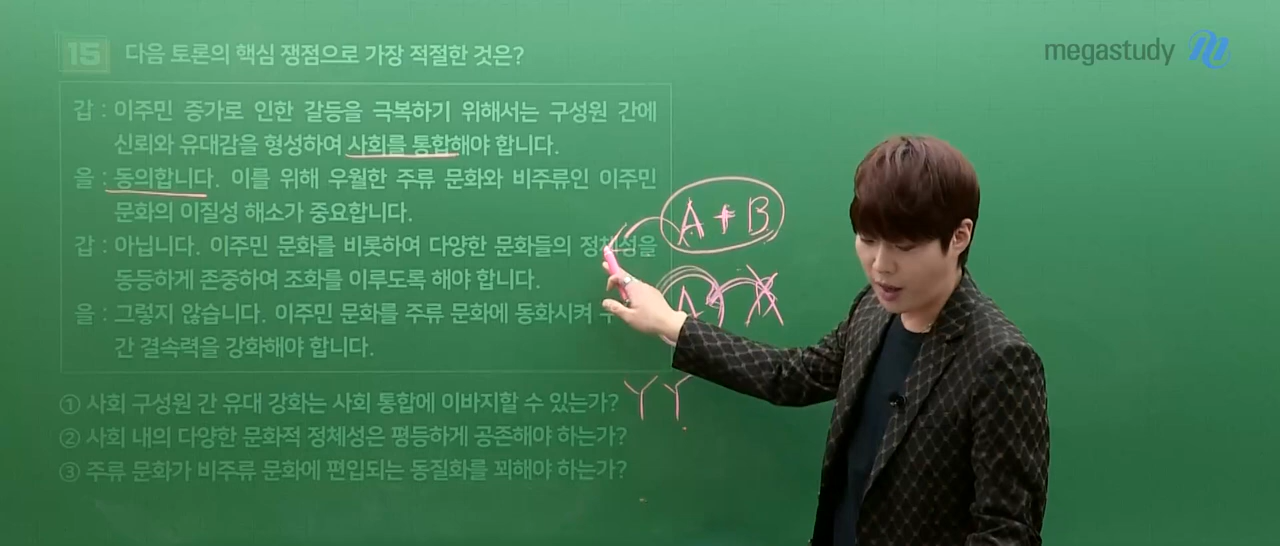 15 다음 토론의 핵심 쟁점으로 가장 적절한 것은?
megastudy
갑 : 이주민 증가로 인한 갈등을 극복하기 위해서는 구성원 간에
신뢰와 유대감을 형성하여 사회를 통합해야 합니다.
을 : 동의합니다. 이를 위해 우월한 주류 문화와 비주류인 이주민
문화의 이질성 해소가 중요합니다.
갑 : 아닙니다. 이주민 문화를 비롯하여 다양한 문화들의 정체성을
동등하게 존중하여 조화를 이루도록 해야 합니다.
을 : 그렇지 않습니다. 이주민 문화를 주류 문화에 동화시켜
간 결속력을 강화해야 합니다.
A + B
A
Y Y
① 사회 구성원 간 유대 강화는 사회 통합에 이바지할 수 있는가?
② 사회 내의 다양한 문화적 정체성은 평등하게 공존해야 하는가?
③ 주류 문화가 비주류 문화에 편입되는 동질화를 꾀해야 하는가?